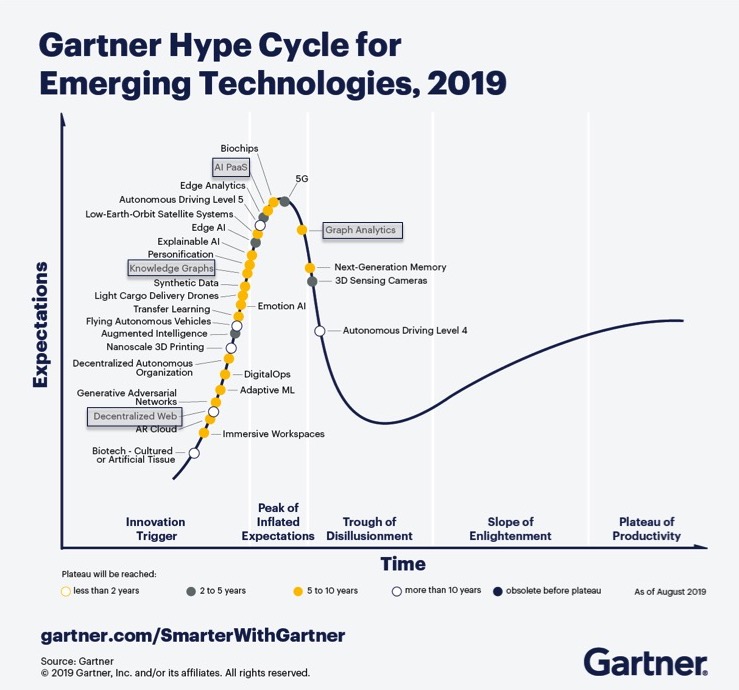 Gartner Hype Cycle for
Emerging Technologies, 2019
Expectations
Biochips
AI PaaS
Edge Analytics
Autonomous Driving Level 5
Low-Earth-Orbit Satellite Systems
Edge AI
Explainable AI
Personification
Knowledge Graphs
Synthetic Data
Light Cargo Delivery Drones
Transfer Learning
Flying Autonomous Vehicles
Augmented Intelligence
Nanoscale 3D Printing
Decentralized Autonomous
Organization
Generative Adversarial
Networks
Decentralized Web
AR Cloud
Biotech - Cultured
or Artificial Tissue
5G
Graph Analytics
Next-Generation Memory
3D Sensing Cameras
Emotion AI
Autonomous Driving Level 4
DigitalOps
Adaptive ML
Immersive Workspaces
Innovation
Trigger
Peak of
Inflated
Expectations
Trough of
Disillusionment
Slope of
Enlightenment
Plateau of
Productivity
Time
Plateau will be reached:
less than 2 years
2 to 5 years
5 to 10 years
more than 10 years
obsolete before plateau
As of August 2019
gartner.com/SmarterWithGartner
Source: Gartner
© 2019 Gartner, Inc. and/or its affiliates. All rights reserved.
Gartner®